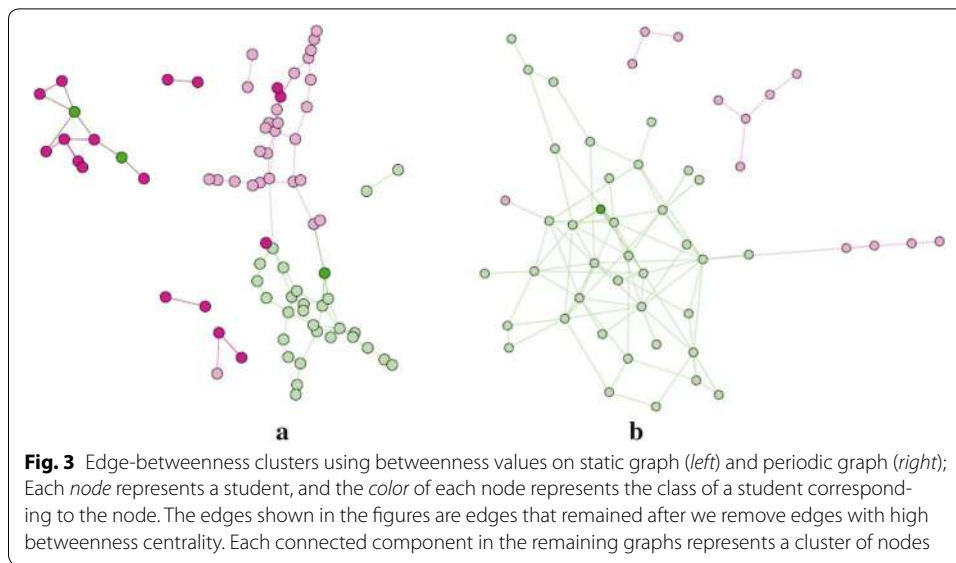 a
b
Fig. 3 Edge-betweenness clusters using betweenness values on static graph (left) and periodic graph (right);
Each node represents a student, and the color of each node represents the class of a student correspond-
ing to the node. The edges shown in the figures are edges that remained after we remove edges with high
betweenness centrality. Each connected component in the remaining graphs represents a cluster of nodes